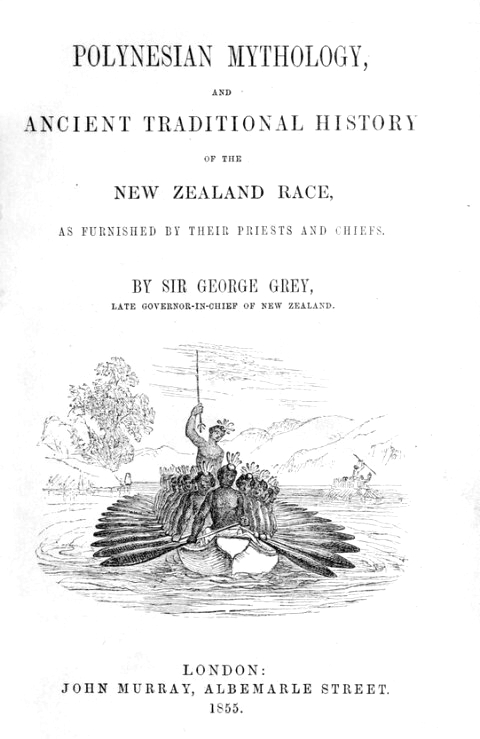 POLYNESIAN MYTHOLOGY,
AND
ANCIENT TRADITIONAL HISTORY
OF THE
NEW ZEALAND RACE,
AS FURNISHED BY THEIR PRIESTS AND CHIEFS.
BY SIR GEORGE GREY,
LATE GOVERNOR-IN-CHIEF OF NEW ZEALAND.
LONDON:
JOHN MURRAY, ALBEMARLE STREET.
1855.